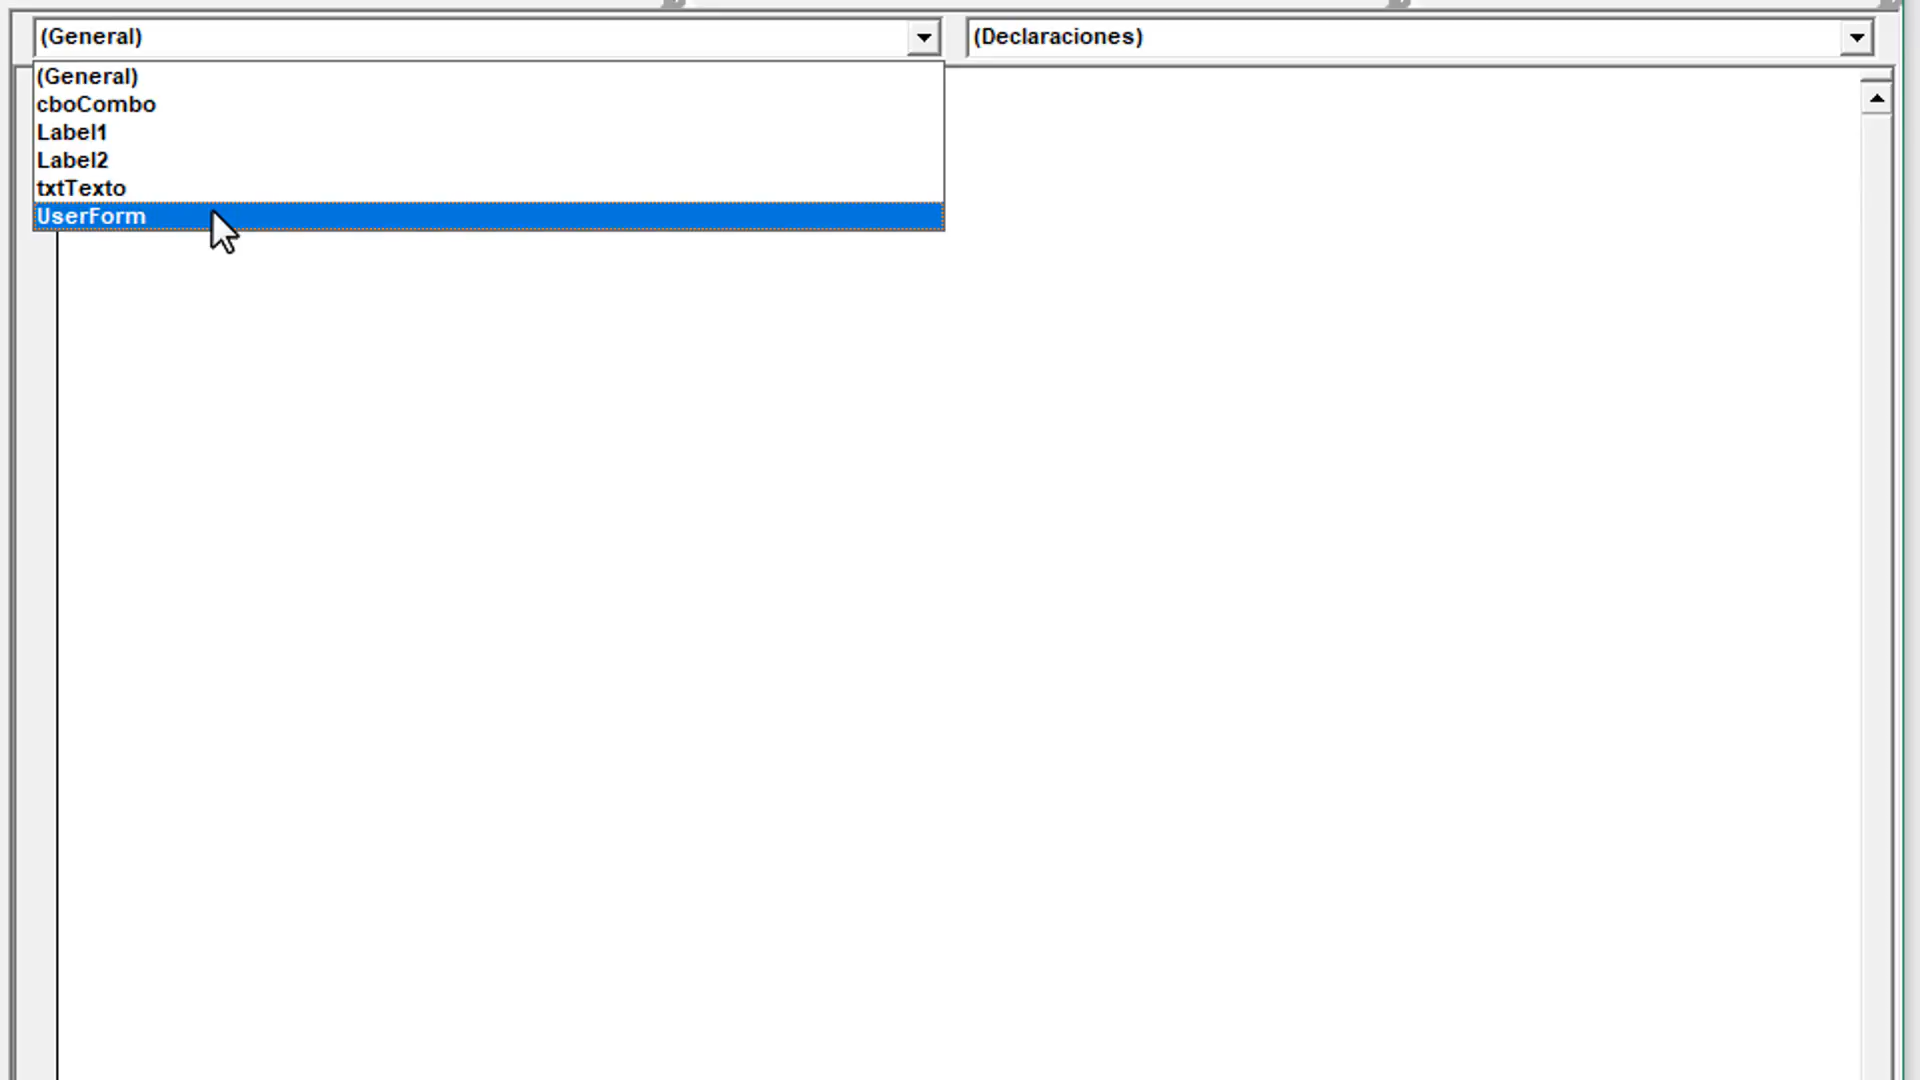 (General)
(Declaraciones)
(General)
cboCombo
Label1
Label2
txtTexto
UserForm